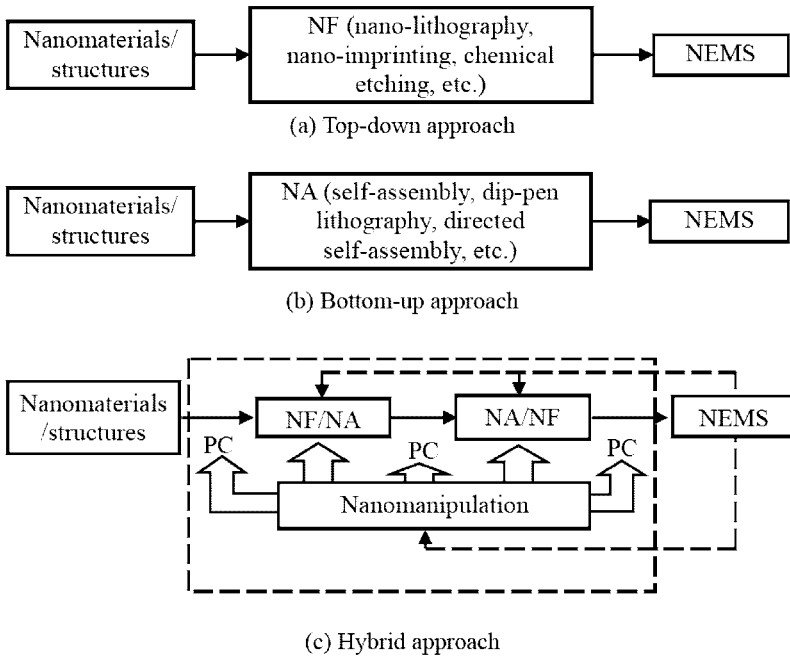 Nanomaterials/
structures
NF (nano-lithography,
nano-imprinting, chemical
etching, etc.)
NEMS
(a) Top-down approach
Nanomaterials/
structures
NA (self-assembly, dip-pen
lithography, directed
self-assembly, etc.)
NEMS
(b) Bottom-up approach
Nanomaterials
/structures
NF/NA
NA/NF
NEMS
PC
PC
PC
Nanomanipulation
(c) Hybrid approach